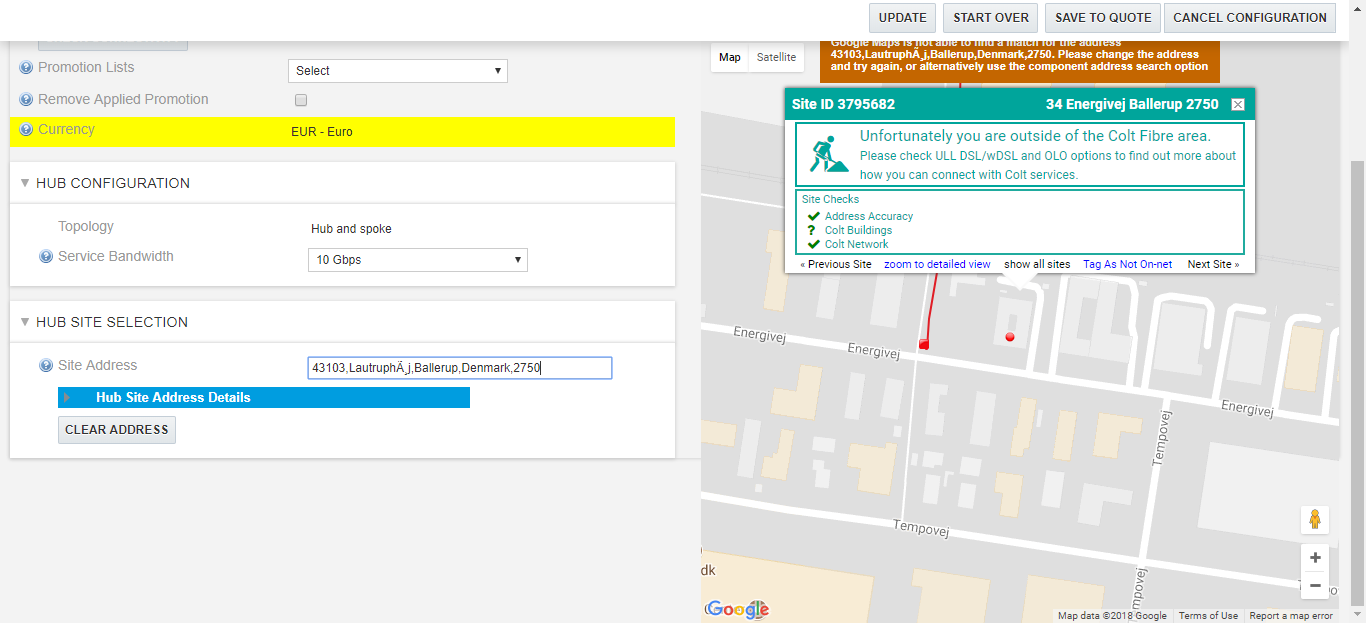 UPDATE START OVER SAVE TO QUOTE CANCEL CONFIGURATION
Promotion Lists
Select
Remove Applied Promotion
Currency
EUR - Euro
HUB CONFIGURATION
Topology
Hub and spoke
Service Bandwidth
10 Gbps
HUB SITE SELECTION
Site Address
43103,LautruphÃ¸j,Ballerup,Denmark,2750
Hub Site Address Details
CLEAR ADDRESS
Map Satellite
Google Maps is not able to find a match for the address
43103,LautruphÃ¸j,Ballerup,Denmark,2750. Please change the address
and try again, or alternatively use the component address search option
Site ID 3795682 34 Energivej Ballerup 2750
Unfortunately you are outside of the Colt Fibre area.
Please check ULL DSL/wDSL and OLO options to find out more about
how you can connect with Colt services.
Site Checks
Address Accuracy
? Colt Buildings
Colt Network
« Previous Site zoom to detailed view show all sites Tag As Not On-net Next Site »
Energivej
Energivej
Energivej
Tempovej
Tempovej
Tempovej
dk
Google
Map data ©2018 Google Terms of Use Report a map error